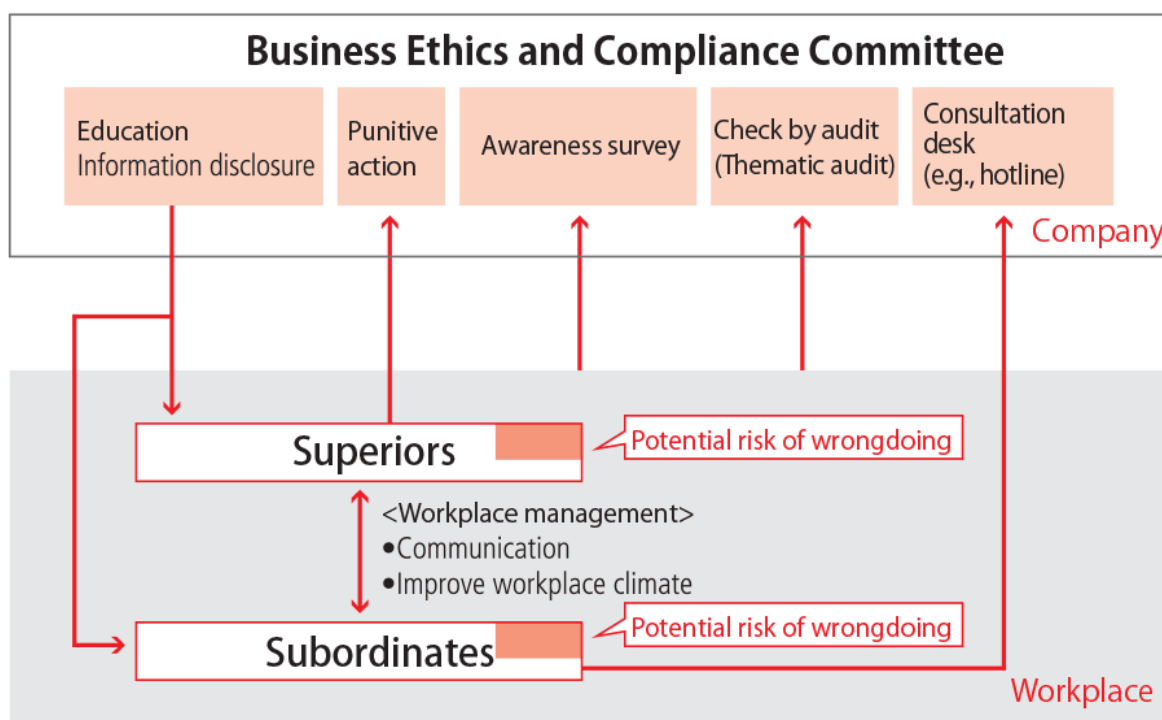 Business Ethics and Compliance Committee
Education
Information disclosure
Punitive
action
Awareness survey
Check by audit
(Thematic audit)
Consultation
desk
(e.g., hotline)
Company
Superiors
Potential risk of wrongdoing
<Workplace management>
●Communication
●Improve workplace climate
Subordinates
Potential risk of wrongdoing
Workplace